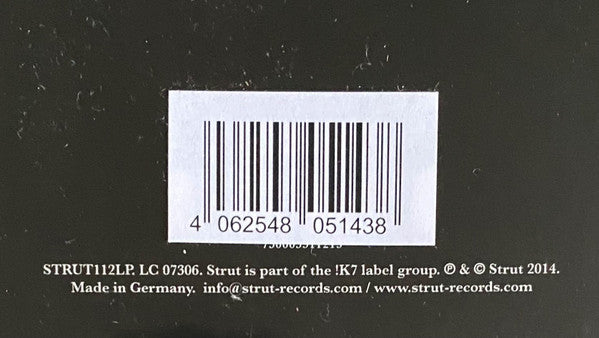 4 062548 051438
STRUT112LP. LC 07306. Strut is part of the !K7 label group. ℗ & © Strut 2014.
Made in Germany. info@strut-records.com / www.strut-records.com